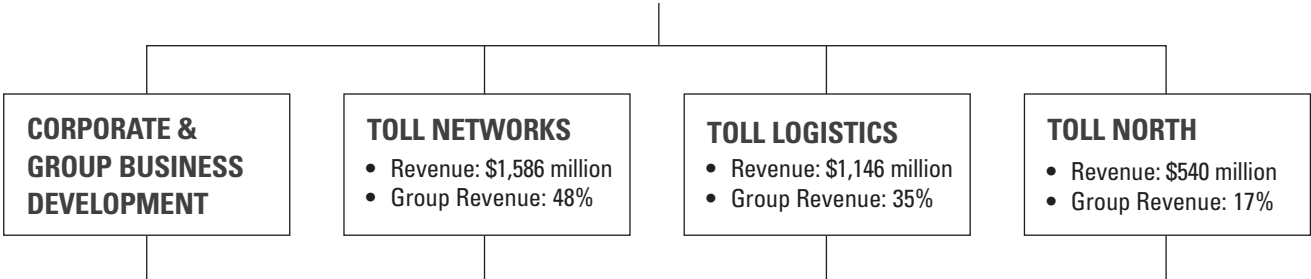 CORPORATE &
GROUP BUSINESS
DEVELOPMENT
TOLL NETWORKS
• Revenue: $1,586 million
• Group Revenue: 48%
TOLL LOGISTICS
• Revenue: $1,146 million
• Group Revenue: 35%
TOLL NORTH
• Revenue: $540 million
• Group Revenue: 17%